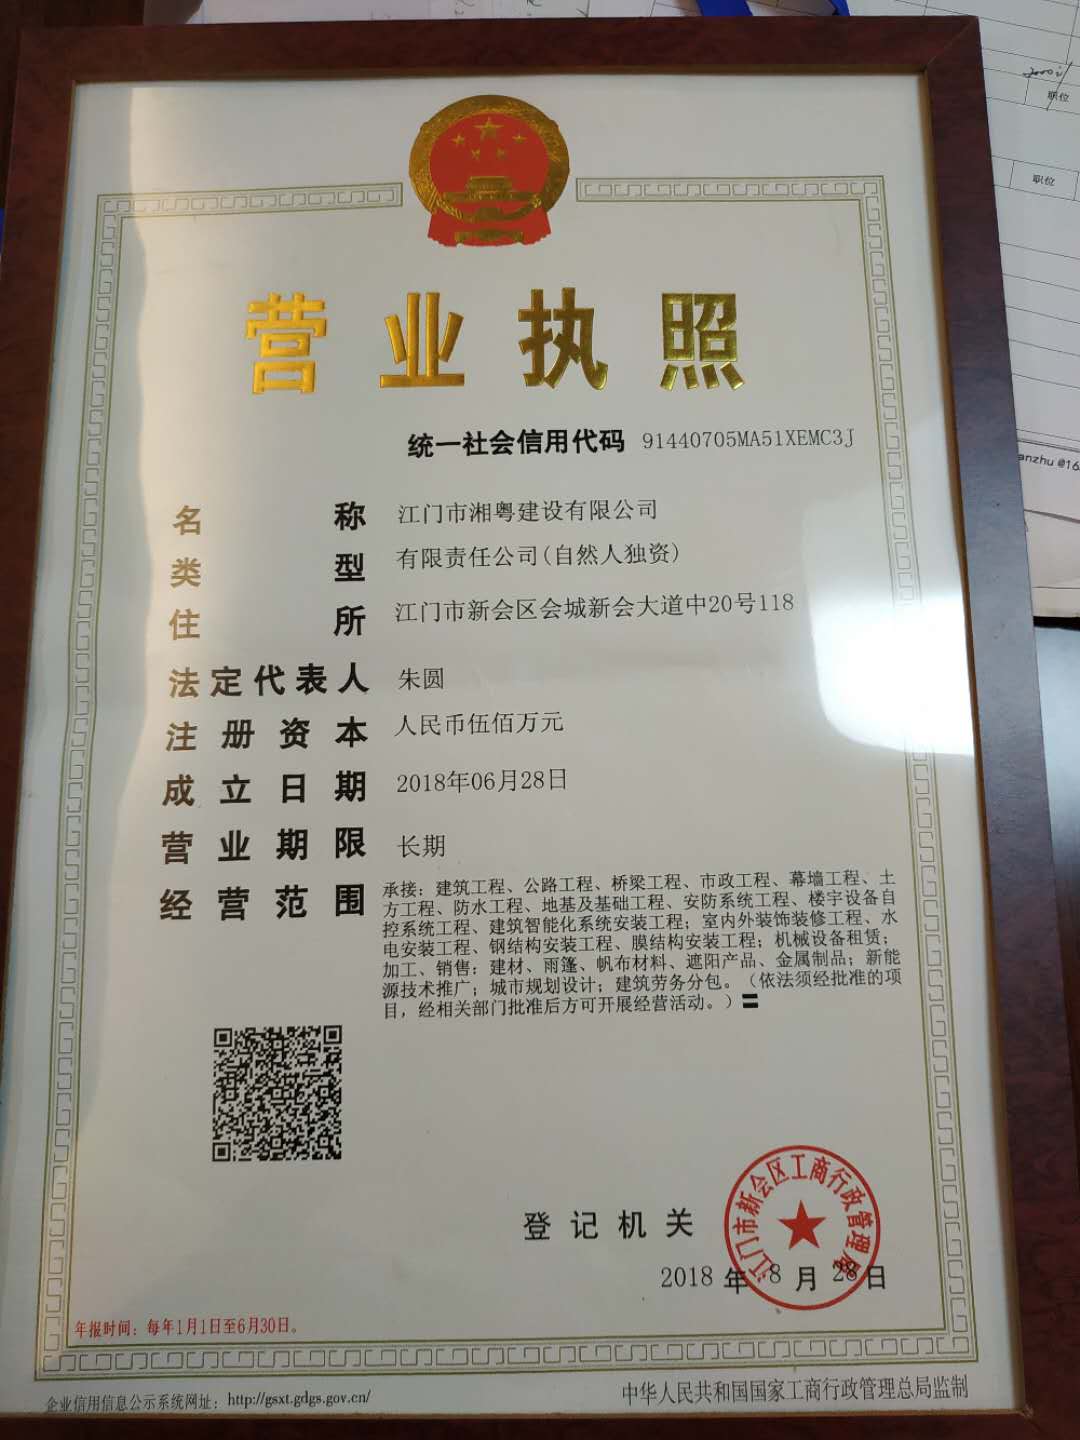 职位
职位
anzhu @16
营业执照
统一社会信用代码 91440705MA51XEMC3J
名称 江门市湘粤建设有限公司
类型 有限责任公司(自然人独资)
住所 江门市新会区会城新会大道中20号118
法定代表人 朱圆
注册资本 人民币伍佰万元
成立日期 2018年06月28日
营业期限 长期
经营范围 承接：建筑工程、公路工程、桥梁工程、市政工程、幕墙工程、土
方工程、防水工程、地基及基础工程、安防系统工程、楼宇设备自
控系统工程、建筑智能化系统安装工程；室内外装饰装修工程、水
电安装工程、钢结构安装工程、膜结构安装工程；机械设备租赁；
加工、销售：建材、雨篷、帆布材料、遮阳产品、金属制品；新能
源技术推广；城市规划设计；建筑劳务分包。（依法须经批准的项
目，经相关部门批准后方可开展经营活动。）〓
江门市新会区工商行政管理局
登记机关
2018年8月28日
年报时间：每年1月1日至6月30日。
企业信用信息公示系统网址：http://gsxt.gdgs.gov.cn/
中华人民共和国国家工商行政管理总局监制